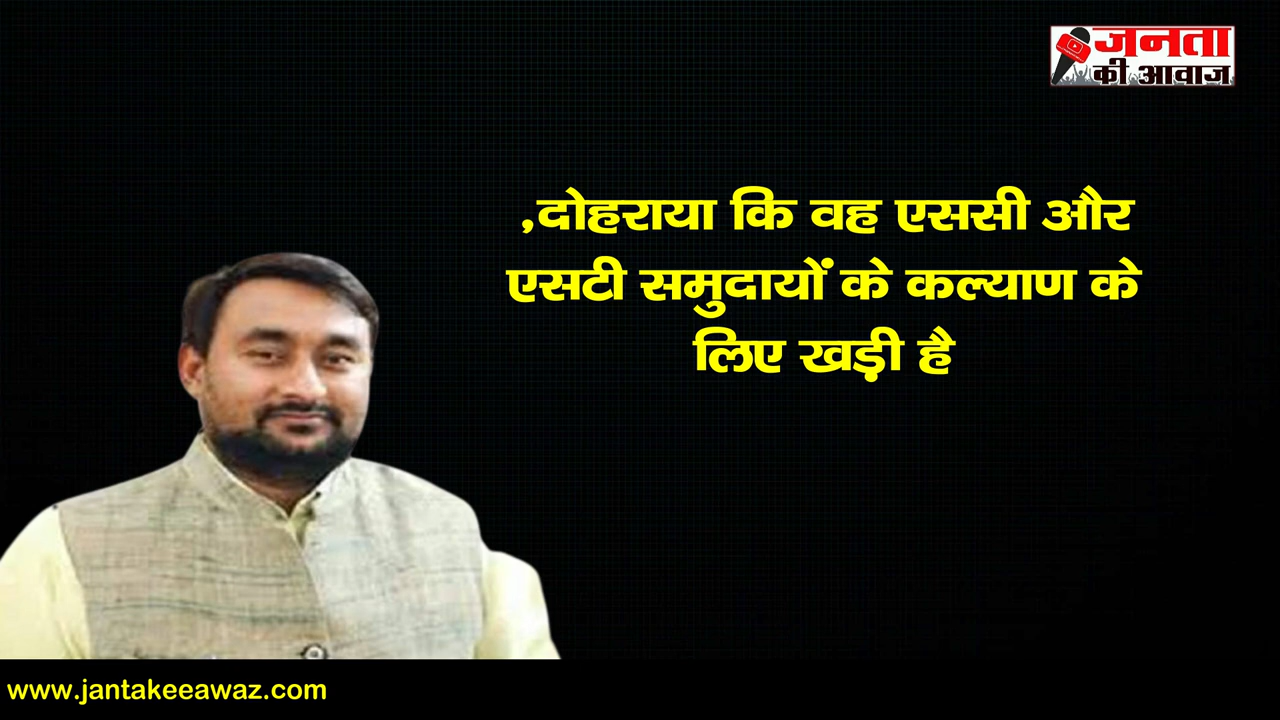 जनता
की आवाज
,दोहराया कि वह एससी और
एसटी समुदायों के कल्याण के
लिए खड़ी है
www.jantakeeawaz.com